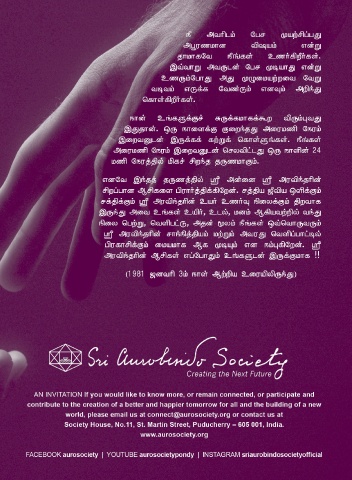 நீ அவரிடம் பேச முயற்சிப்பது
அபூரணமான விஷயம் என்று
தாமாகவே நீங்கள் உணர்கிறீர்கள்.
இவ்வாறு அவருடன் பேச முடியாது என்று
உணரும்போது அது முழுமையற்றவை வேறு
வடிவம் எடுக்க வேண்டும் எனவும் அறிந்து
கொள்கிறீர்கள்.
நான் உங்களுக்குச் சுருக்கமாகக்கூற விரும்புவது
இதுதான். ஒரு நாளைக்கு குறைந்தது அரைமணி நேரம்
இறைவனுடன் இருக்கக் கற்றுக் கொள்ளுங்கள். நீங்கள்
அரைமணி நேரம் இறைவனுடன் செலவிட்டது ஒரு நாளின் 24
மணி நேரத்தில் மிகச் சிறந்த தருணமாகும்.
எனவே இந்தத் தருணத்தில் ஸ்ரீ அன்னை ஸ்ரீ அரவிந்தரின்
சிறப்பான ஆசிகளை பிரார்த்திக்கிறேன். சத்திய ஜீவிய ஒளிக்கும்
சக்திக்கும் ஸ்ரீ அரவிந்தரின் உயர் உணர்வு நிலைக்கும் திறவாக
இருந்து அவை உங்கள் உயிர், உடல், மனம் ஆகியவற்றில் வந்து
நிலை பெற்று, வெளிபட்டு, அதன் மூலம் நீங்கள் ஒவ்வொருவரும்
ஸ்ரீ அரவிந்தரின் சாங்கித்தியம் மற்றும் அவரது வெளிப்பாட்டில்
பிரகாசிக்கும் மையமாக ஆக முடியும் என நம்புகிறேன். ஸ்ரீ
அரவிந்தரின் ஆசிகள் எப்போதும் உங்களுடன் இருக்குமாக !!
(1981 ஜனவரி 3ம் நாள் ஆற்றிய உரையிலிருந்து)
Sri Aurobindo Society
Creating the Next Future
AN INVITATION If you would like to know more, or remain connected, or participate and
contribute to the creation of a better and happier tomorrow for all and the building of a new
world, please email us at connect@aurosociety.org or contact us at
Society House, No.11, St. Martin Street, Puducherry – 605 001, India.
www.aurosociety.org
FACEBOOK aurosociety | YOUTUBE aurosocietypondy | INSTAGRAM sriaurobindosocietyofficial